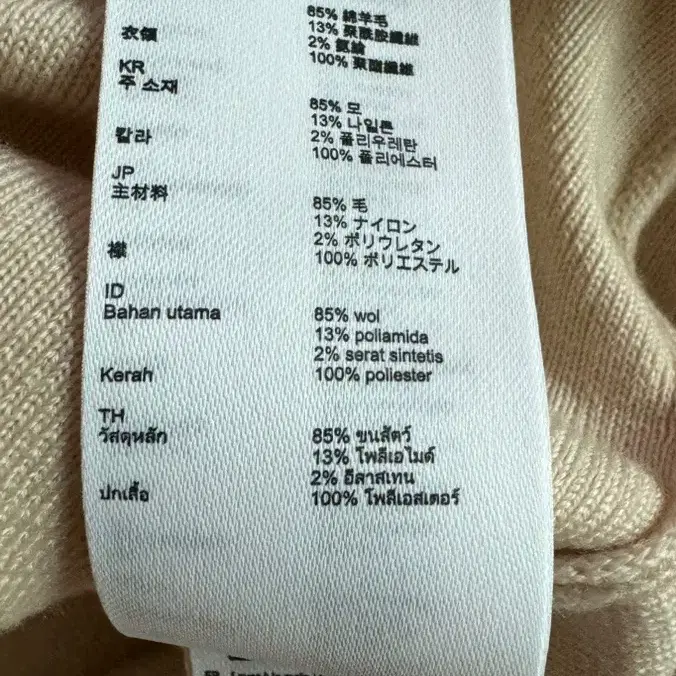 85% 綿羊毛
13% 聚酰胺纖維
2% 氨綸
衣領 100% 聚酯纖維
KR
주 소재 85% 모
13% 나일론
2% 폴리우레탄
칼라 100% 폴리에스터
JP
主材料 85% 毛
13% ナイロン
2% ポリウレタン
襟 100% ポリエステル
ID
Bahan utama 85% wol
13% poliamida
2% serat sintetis
Kerah 100% poliester
TH
วัสดุหลัก 85% ขนสัตว์
13% โพลีเอไมด์
2% อีลาสเทน
ปกเสื้อ 100% โพลีเอสเตอร์